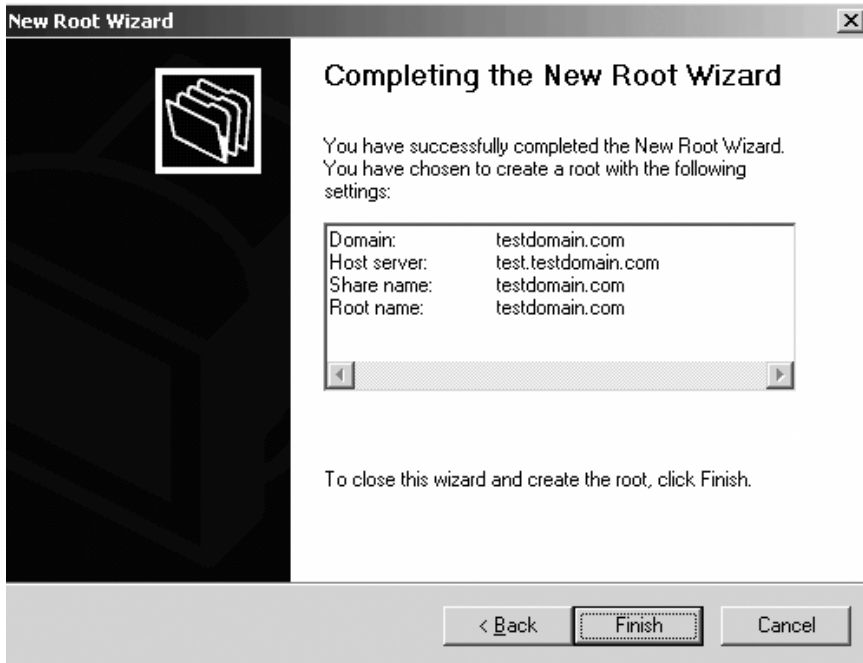 New Root Wizard
Completing the New Root Wizard
You have successfully completed the New Root Wizard.
You have chosen to create a root with the following
settings:
Domain: testdomain.com
Host server: test.testdomain.com
Share name: testdomain.com
Root name: testdomain.com
To close this wizard and create the root, click Finish.
< Back Finish Cancel